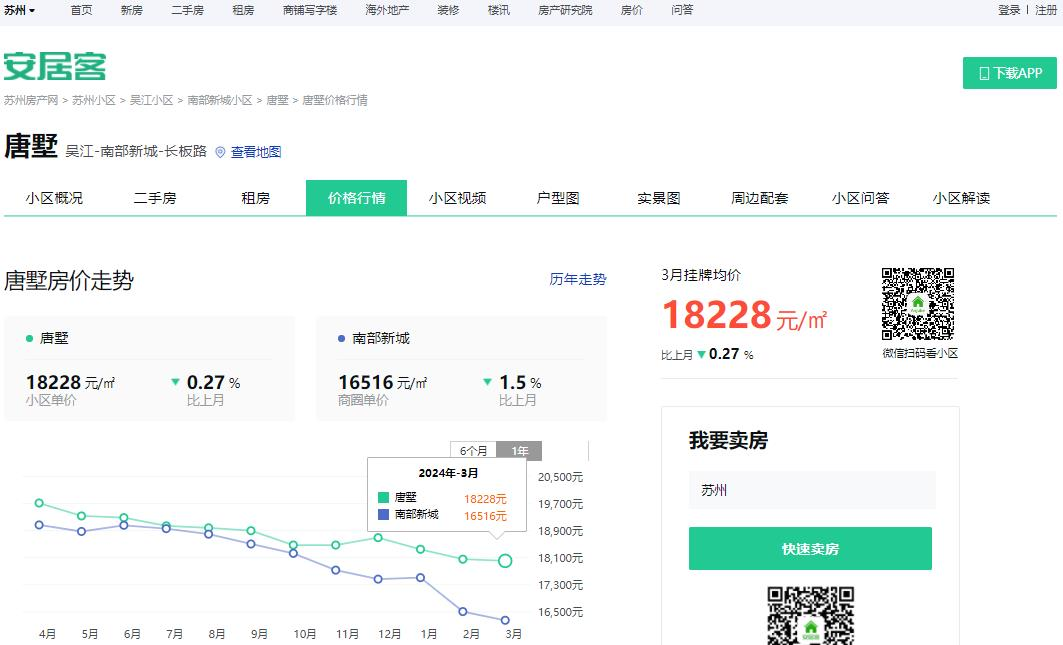 苏州 首页 新房 二手房 租房 商铺写字楼 海外地产 装修 楼讯 房产研究院 房价 问答 登录 | 注册
安居客
下载APP
苏州房产网 > 苏州小区 > 吴江小区 > 南部新城小区 > 唐墅 > 唐墅价格行情
唐墅 吴江-南部新城-长板路 查看地图
小区概况 二手房 租房 价格行情 小区视频 户型图 实景图 周边配套 小区问答 小区解读
唐墅房价走势 历年走势
唐墅
18228 元/㎡ 0.27 %
小区单价 比上月
南部新城
16516 元/㎡ 1.5 %
商圈单价 比上月
6个月 1年
2024年-3月
唐墅 18228元
南部新城 16516元
20,500元
19,700元
18,900元
18,100元
17,300元
16,500元
4月 5月 6月 7月 8月 9月 10月 11月 12月 1月 2月 3月
3月挂牌均价
18228 元/㎡
比上月 0.27 %
微信扫码看小区
我要卖房
苏州
快速卖房